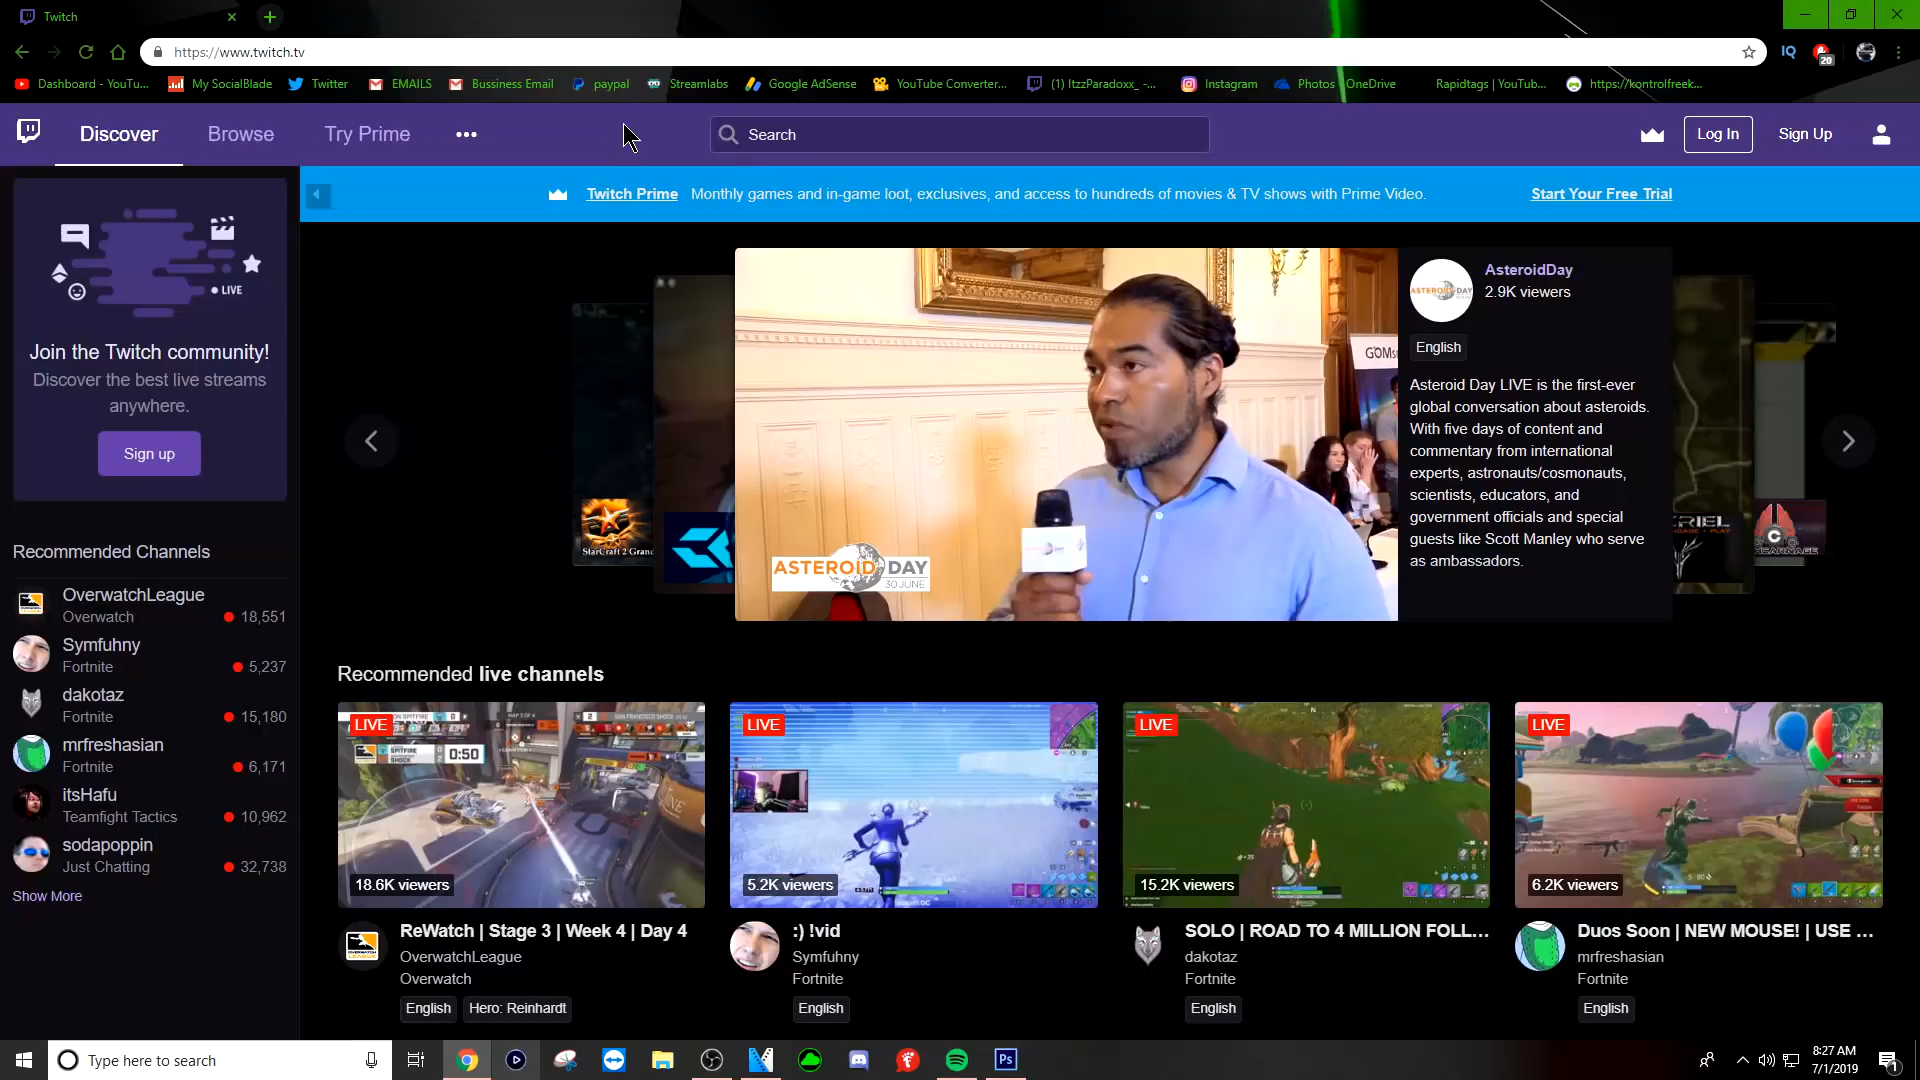 Twitch
https://www.twitch.tv
20
Dashboard - YouTu...
My SocialBlade
Twitter
EMAILS
Bussiness Email
paypal
Streamlabs
Google AdSense
YouTube Converter...
(1) ItzzParadoxx_ -...
Instagram
Photos - OneDrive
Rapidtags | YouTub...
https://kontrolfreek...
Discover
Browse
Try Prime
Search
Log In
Sign Up
Twitch Prime Monthly games and in-game loot, exclusives, and access to hundreds of movies & TV shows with Prime Video.
Start Your Free Trial
LIVE
Join the Twitch community!
Discover the best live streams
anywhere.
Sign up
Recommended Channels
OverwatchLeague
Overwatch 18,551
Symfuhny
Fortnite 5,237
dakotaz
Fortnite 15,180
mrfreshasian
Fortnite 6,171
itsHafu
Teamfight Tactics 10,962
sodapoppin
Just Chatting 32,738
Show More
StarCraft 2 Grand
ASTEROID DAY
30 JUNE
AsteroidDay
2.9K viewers
English
Asteroid Day LIVE is the first-ever
global conversation about asteroids.
With five days of content and
commentary from international
experts, astronauts/cosmonauts,
scientists, educators, and
government officials and special
guests like Scott Manley who serve
as ambassadors.
Recommended live channels
LIVE
SPITFIRE
SHOCK
0:50
18.6K viewers
LIVE
5.2K viewers
LIVE
15.2K viewers
LIVE
6.2K viewers
ReWatch | Stage 3 | Week 4 | Day 4
OverwatchLeague
Overwatch
English
Hero: Reinhardt
:) !vid
Symfuhny
Fortnite
English
SOLO | ROAD TO 4 MILLION FOLL...
dakotaz
Fortnite
English
Duos Soon | NEW MOUSE! | USE ...
mrfreshasian
Fortnite
English
Type here to search
Ps
8:27 AM
7/1/2019
1